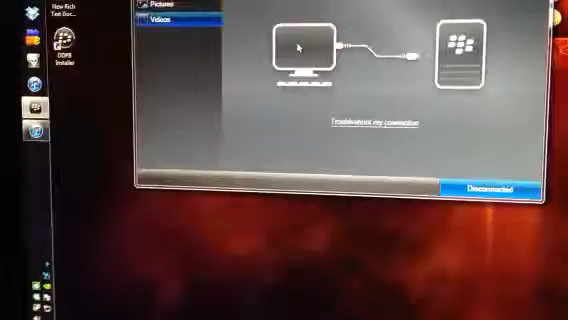 New Rich
Text Doc...
DDPB
Installer
Pictures
Videos
Troubleshoot my connection
Disconnected